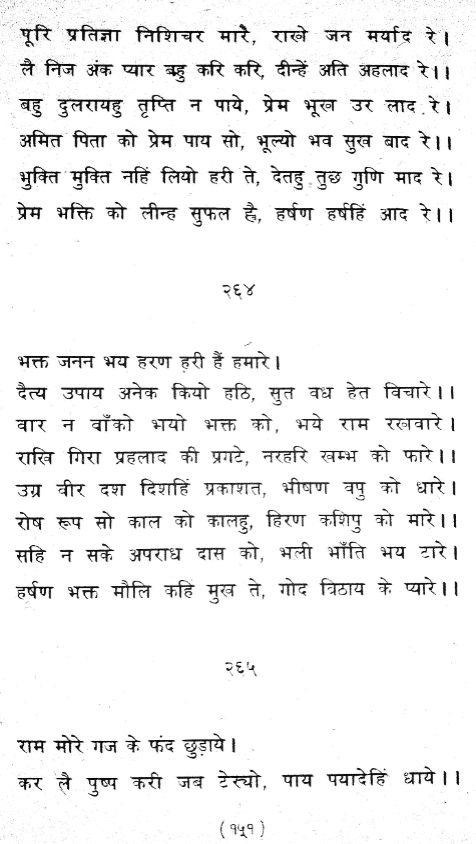 पूरि प्रतिज्ञा निशिचर मारे, राखे जन मर्याद रे।
लै निज अंक प्यार बहु करि करि, दीन्हें अति अहलाद रे।।
बहु दुलरायहु तृप्ति न पाये, प्रेम भूख उर लाद रे।
अमित पिता को प्रेम पाय सो, भूल्यो भव सुख बाद रे।।
भुक्ति मुक्ति नहिं लियो हरी ते, देतहु तुछ गुणि माद रे।
प्रेम भक्ति को लीन्ह सुफल है, हर्षण हर्षहिं आद रे।।
२६४
भक्त जनन भय हरण हरी हैं हमारे।
दैत्य उपाय अनेक कियो हठि, सुत वध हेत विचारे।।
वार न वाँको भयो भक्त को, भये राम रखवारे।
राखि गिरा प्रहलाद की प्रगटे, नरहरि खम्भ को फारे।।
उग्र वीर दश दिशहिं प्रकाशत, भीषण वपु को धारे।
रोष रूप सो काल को कालहु, हिरण कशिपु को मारे।।
सहि न सके अपराध दास को, भली भाँति भय टारे।
हर्षण भक्त मौलि कहि मुख ते, गोद विठाय के प्यारे।।
२६५
राम मोरे गज के फंद छुड़ाये।
कर लै पुष्प करी जब टेर्‌यो, पाय पयादेहिं धाये।।
(१५१)